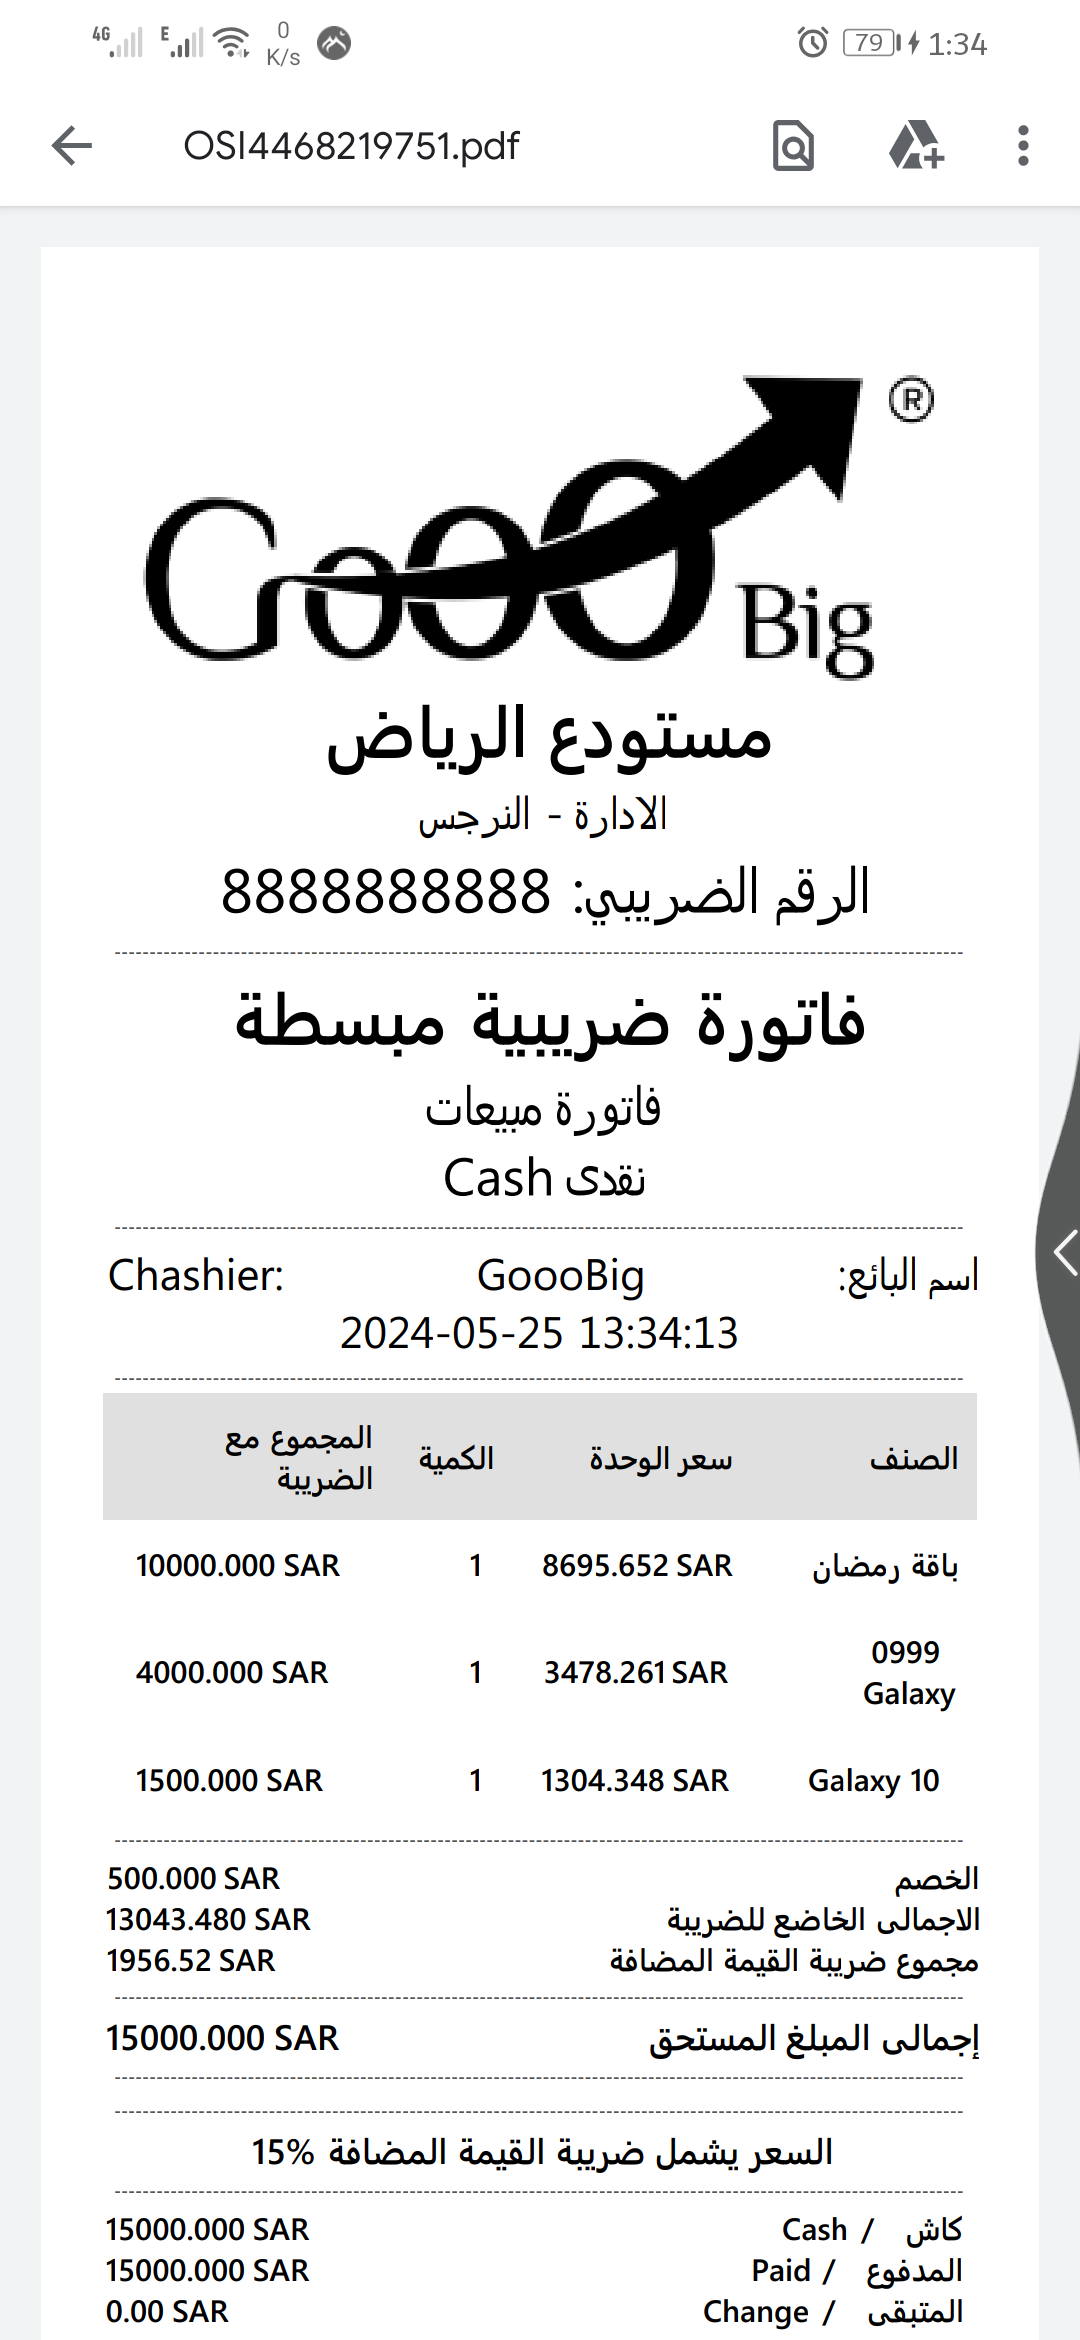 4G E 0 K/s 79 1:34
OSI4468219751.pdf
GoooBig ®
مستودع الرياض
الادارة - النرجس
الرقم الضريبي: 8888888888
فاتورة ضريبية مبسطة
فاتورة مبيعات
نقدى Cash
اسم البائع: GoooBig Chashier:
2024-05-25 13:34:13
الصنف سعر الوحدة الكمية المجموع مع الضريبة
باقة رمضان 8695.652 SAR 1 10000.000 SAR
0999 Galaxy 3478.261 SAR 1 4000.000 SAR
Galaxy 10 1304.348 SAR 1 1500.000 SAR
الخصم 500.000 SAR
الاجمالى الخاضع للضريبة 13043.480 SAR
مجموع ضريبة القيمة المضافة 1956.52 SAR
إجمالى المبلغ المستحق 15000.000 SAR
السعر يشمل ضريبة القيمة المضافة 15%
كاش / Cash 15000.000 SAR
المدفوع / Paid 15000.000 SAR
المتبقى / Change 0.00 SAR